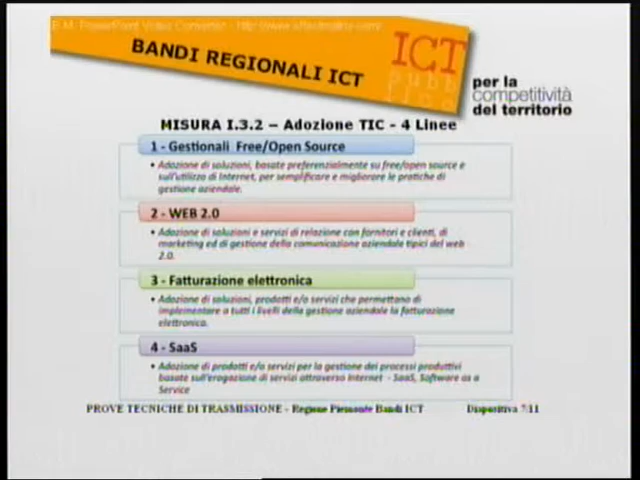 E.M. PowerPoint Video Converter - http://www.effectmatrix.com/
BANDI REGIONALI ICT
ICT
pubb
lico
per la
competitività
del territorio
MISURA I.3.2 – Adozione TIC - 4 Linee
1 - Gestionali Free/Open Source
• Adozione di soluzioni, basate preferenzialmente su free/open source e
sull'utilizzo di Internet, per semplificare e migliorare le pratiche di
gestione aziendale.
2 - WEB 2.0
• Adozione di soluzioni e servizi di relazione con fornitori e clienti, di
marketing ed di gestione della comunicazione aziendale tipici del web
2.0.
3 - Fatturazione elettronica
• Adozione di soluzioni, prodotti e/o servizi che permettano di
implementare a tutti i livelli della gestione aziendale la fatturazione
elettronica.
4 - SaaS
• Adozione di prodotti e/o servizi per la gestione dei processi produttivi
basate sull'erogazione di servizi attraverso Internet - SaaS, Software as a
Service
PROVE TECNICHE DI TRASMISSIONE - Regione Piemonte Bandi ICT
Diapositiva 7/11